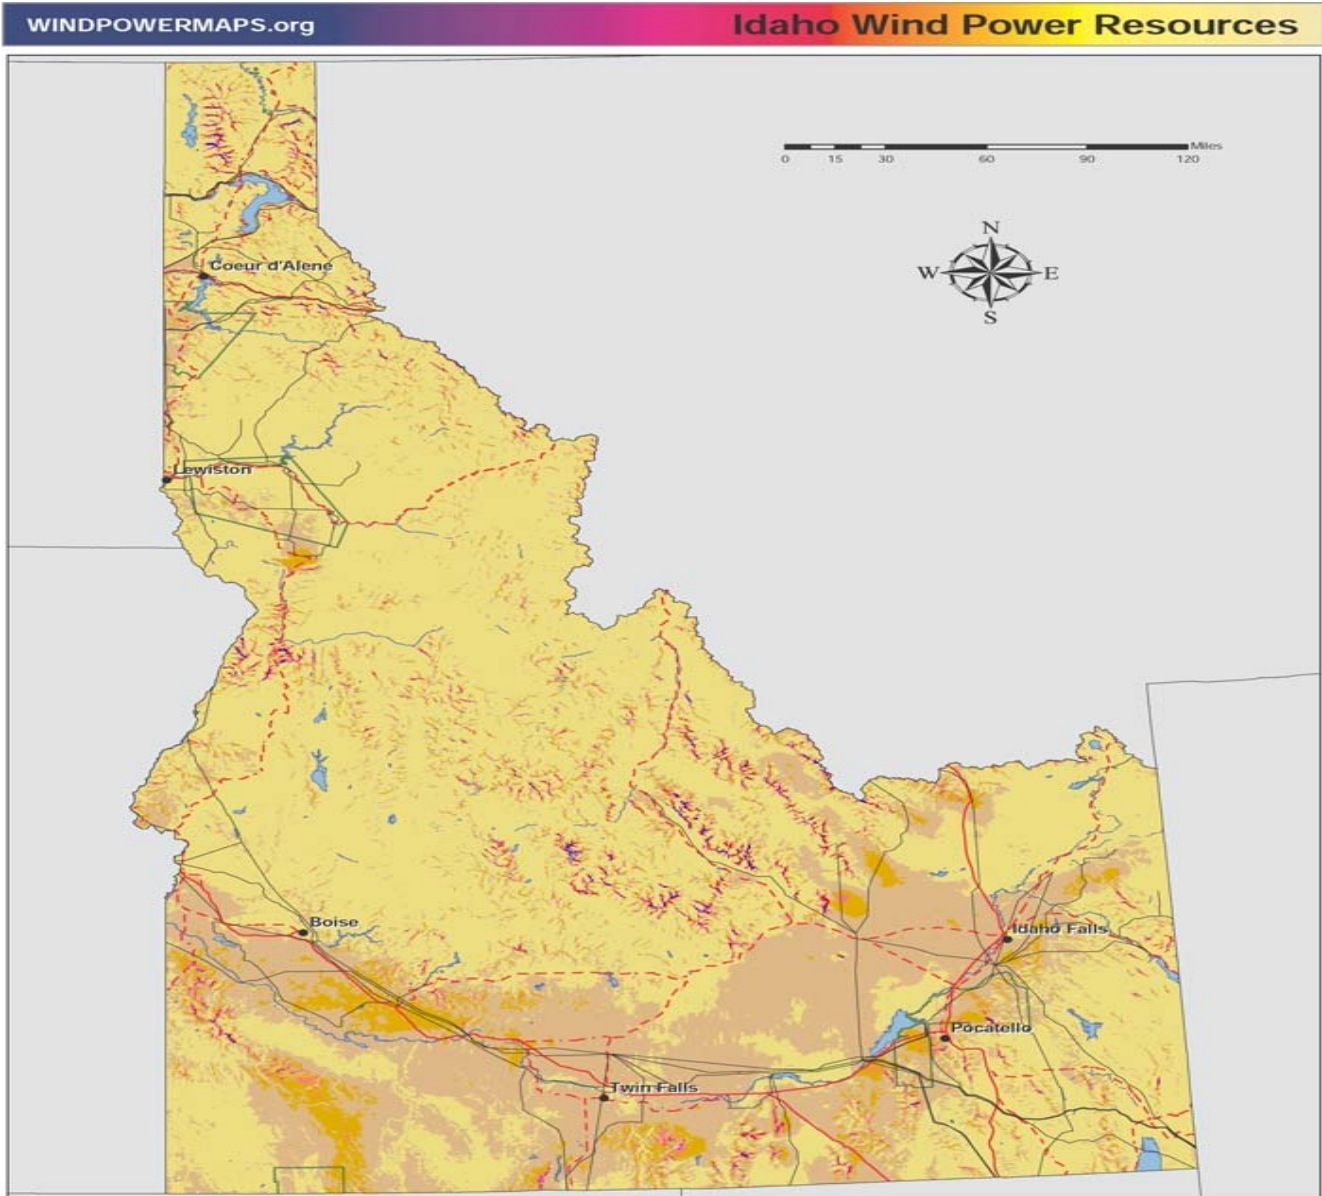 WINDPOWERMAPS.org
Idaho Wind Power Resources
Miles
0 15 30 60 90 120
N
W E
S
Coeur d'Alene
Lewiston
Boise
Idaho Falls
Pocatello
Twin Falls